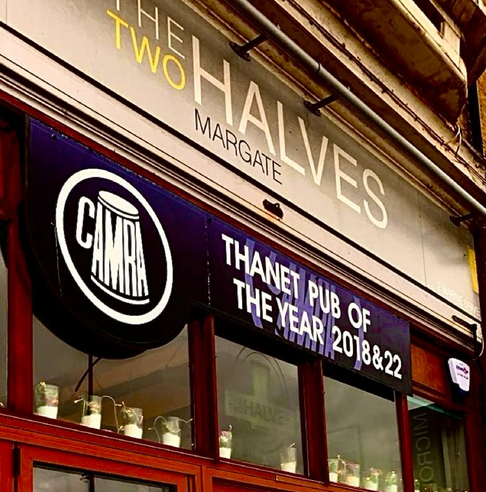 THE
TWO
HALVES
MARGATE
CAMRA
THANET PUB OF
THE YEAR 2018 & 22